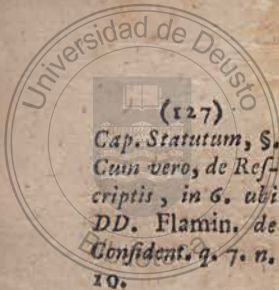 Universidad de Deusto
(127)
Cap. Statutum, §.
Cum vero, de Ref-
criptis, in 6. ubi
DD. Flamin. de
Confident. q. 7. n.
10.